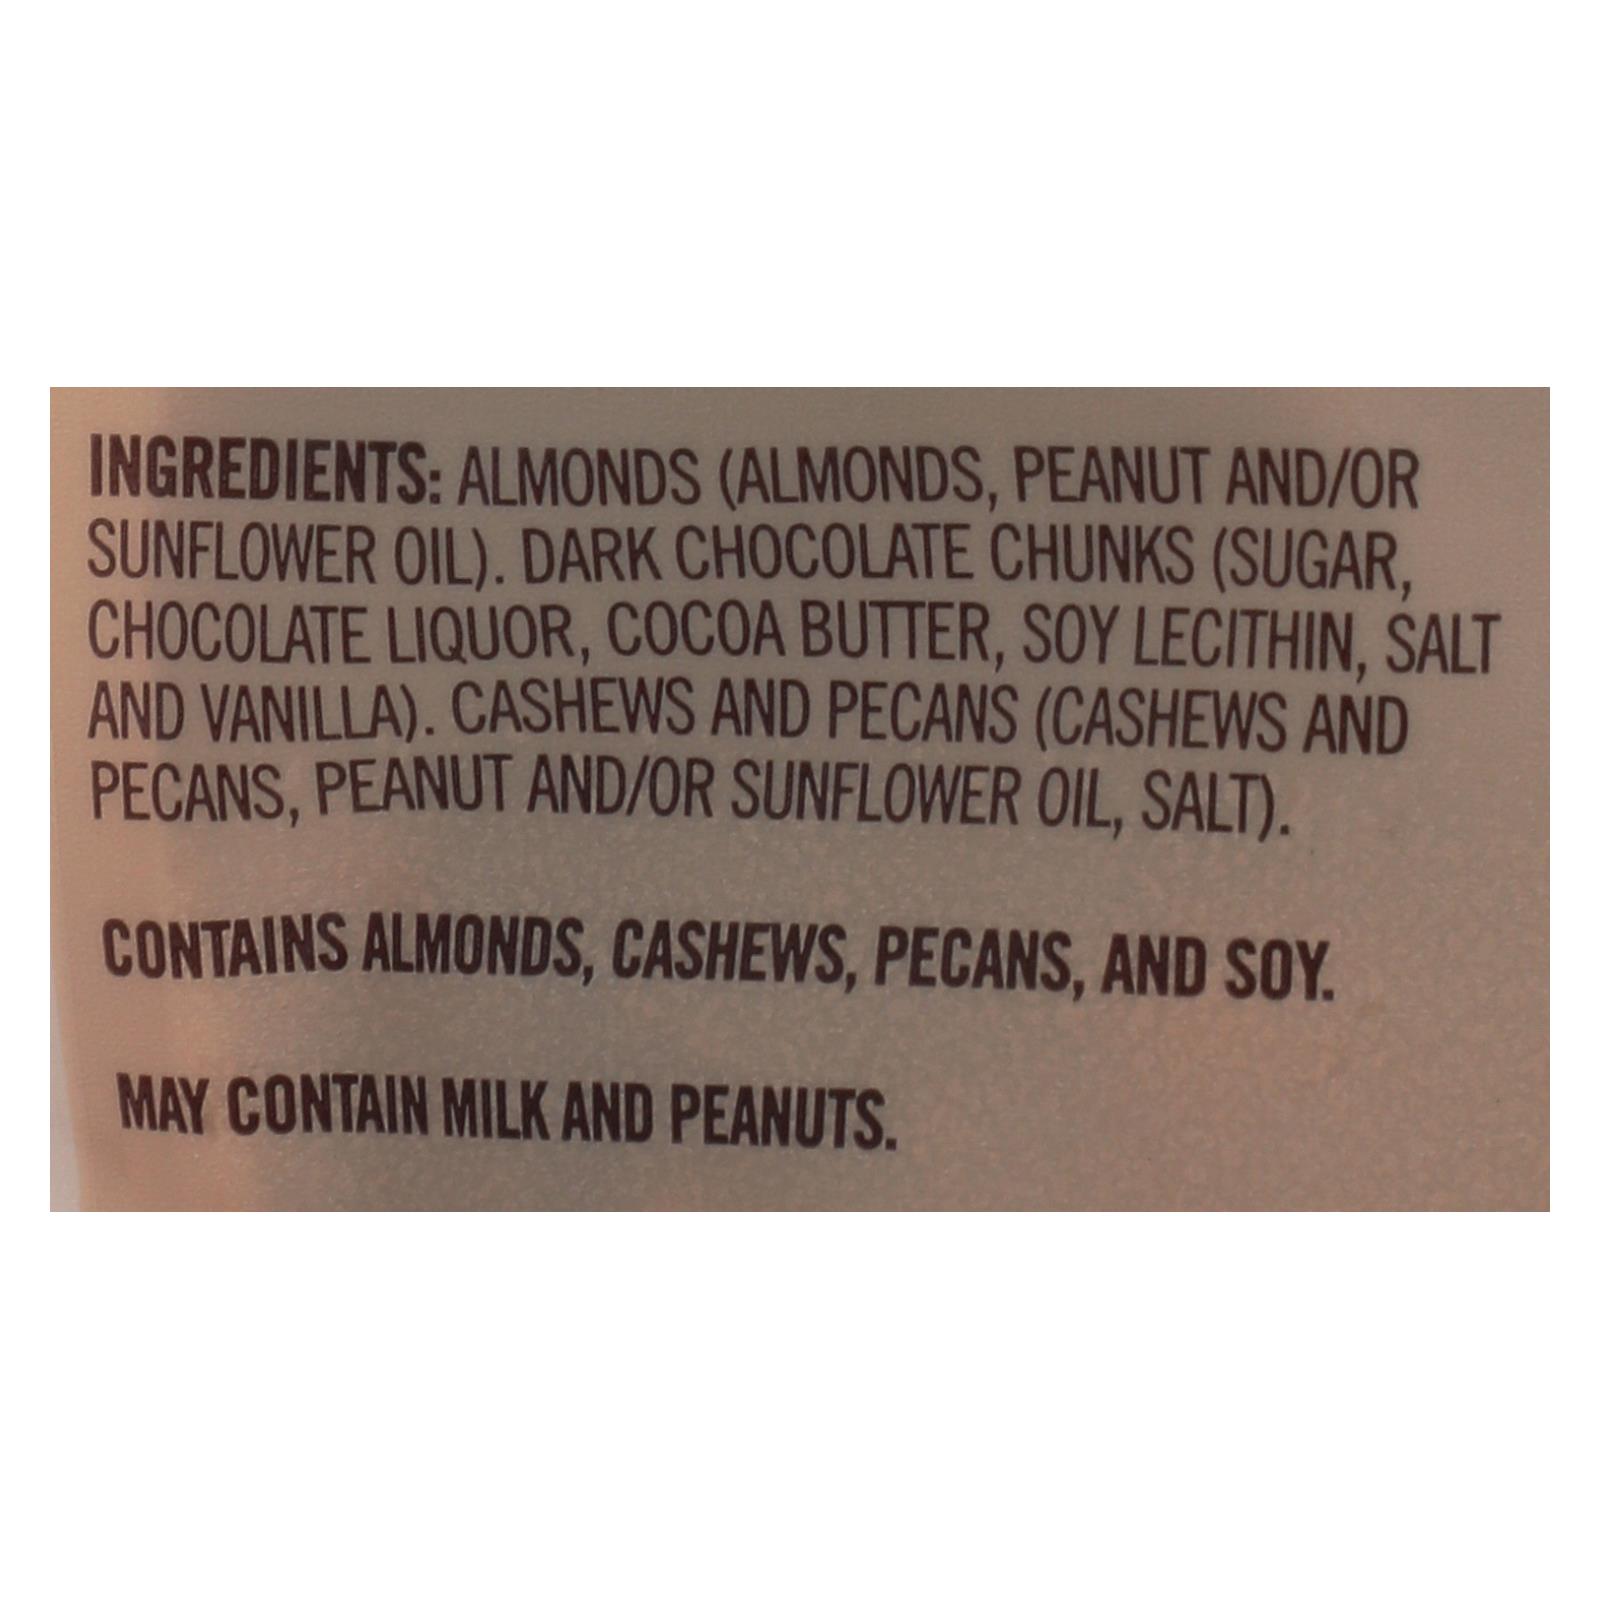 INGREDIENTS: ALMONDS (ALMONDS, PEANUT AND/OR
SUNFLOWER OIL). DARK CHOCOLATE CHUNKS (SUGAR,
CHOCOLATE LIQUOR, COCOA BUTTER, SOY LECITHIN, SALT
AND VANILLA). CASHEWS AND PECANS (CASHEWS AND
PECANS, PEANUT AND/OR SUNFLOWER OIL, SALT).
CONTAINS ALMONDS, CASHEWS, PECANS, AND SOY.
MAY CONTAIN MILK AND PEANUTS.